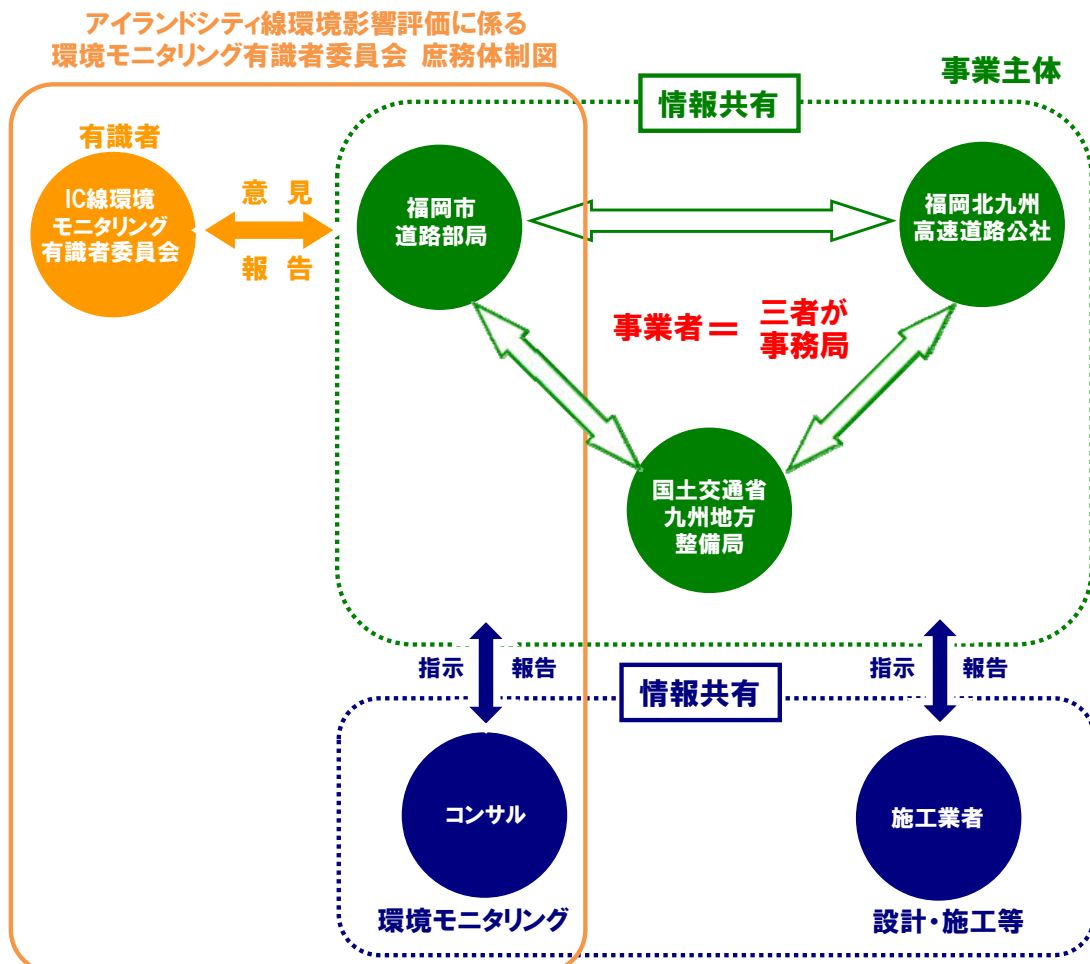 アイランドシティ線環境影響評価に係る
環境モニタリング有識者委員会 庶務体制図
事業主体
情報共有
有識者
IC線環境
モニタリング
有識者委員会
意 見
報 告
福岡市
道路部局
福岡北九州
高速道路公社
事業者＝ 三者が
事務局
国土交通省
九州地方
整備局
指示 報告
指示 報告
情報共有
コンサル
施工業者
環境モニタリング
設計・施工等